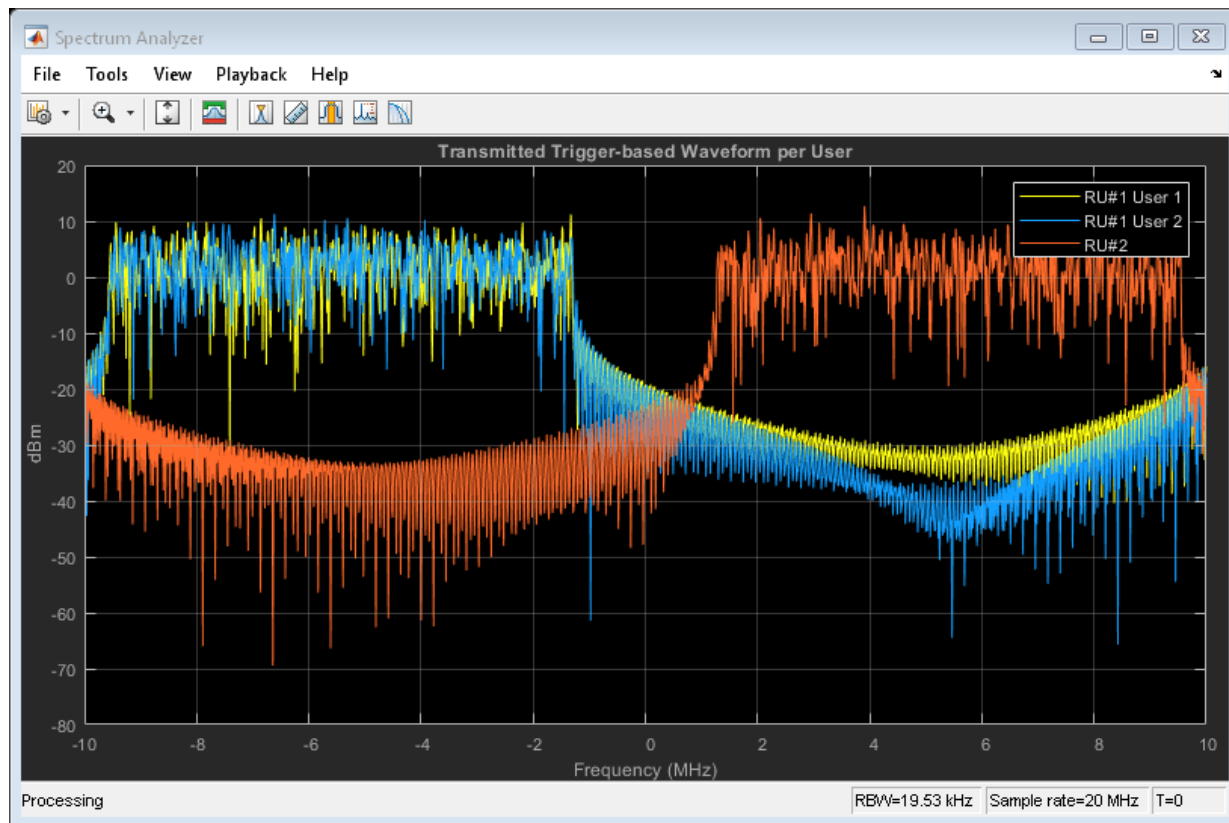 Spectrum Analyzer
File Tools View Playback Help
Transmitted Trigger-based Waveform per User
RU#1 User 1
RU#1 User 2
RU#2
20
10
0
-10
-20
-30
-40
-50
-60
-70
-80
dBm
-10 -8 -6 -4 -2 0 2 4 6 8 10
Frequency (MHz)
Processing RBW=19.53 kHz Sample rate=20 MHz T=0